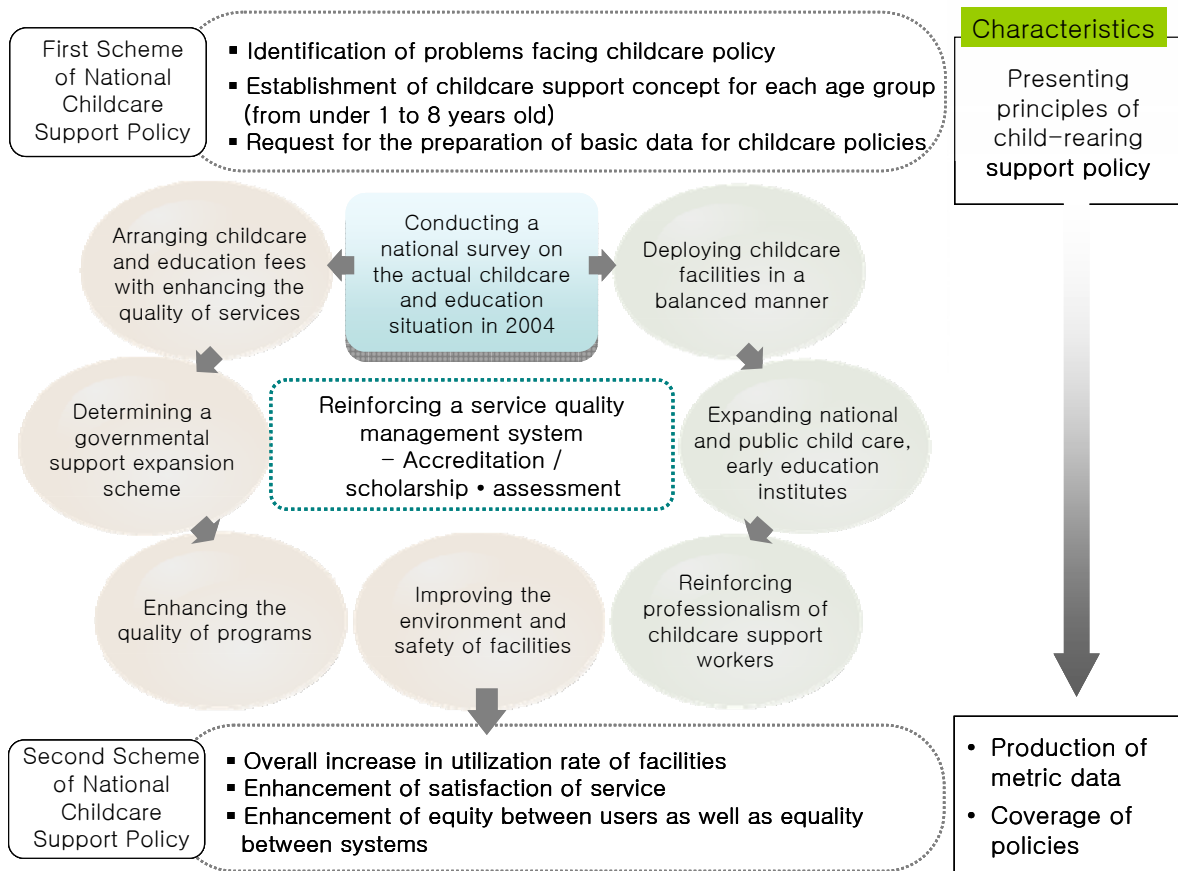 First Scheme
of National
Childcare
Support Policy
▪ Identification of problems facing childcare policy
▪ Establishment of childcare support concept for each age group
(from under 1 to 8 years old)
▪ Request for the preparation of basic data for childcare policies
Characteristics
Presenting
principles of
child-rearing
support policy
Arranging childcare
and education fees
with enhancing the
quality of services
Conducting a
national survey on
the actual childcare
and education
situation in 2004
Deploying childcare
facilities in a
balanced manner
Determining a
governmental
support expansion
scheme
Reinforcing a service quality
management system
- Accreditation /
scholarship • assessment
Expanding national
and public child care,
early education
institutes
Enhancing the
quality of programs
Improving the
environment and
safety of facilities
Reinforcing
professionalism of
childcare support
workers
Second Scheme
of National
Childcare
Support Policy
▪ Overall increase in utilization rate of facilities
▪ Enhancement of satisfaction of service
▪ Enhancement of equity between users as well as equality
between systems
• Production of
metric data
• Coverage of
policies